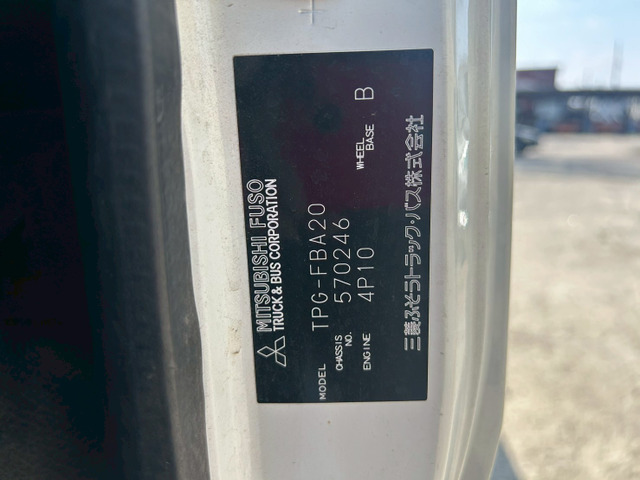 MITSUBISHI FUSO
TRUCK & BUS CORPORATION
MODEL TPG-FBA20
CHASSIS NO. 570246
ENGINE 4P10 WHEEL BASE B
三菱ふそうトラック・バス株式会社